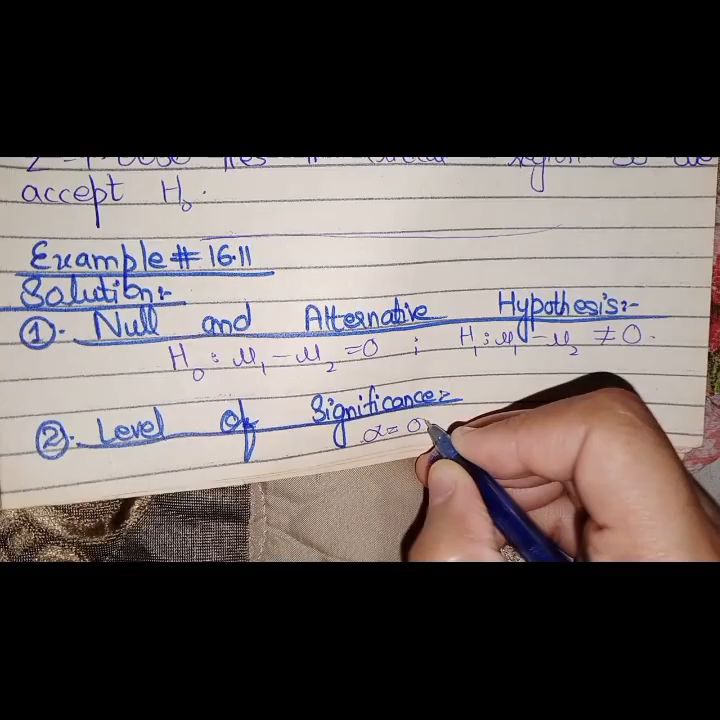 accept H₀.
Example # 16.11
Solution:-
①. Null and Alternative Hypothesis:-
H₀ : μ₁ - μ₂ = 0 ; H₁ : μ₁ - μ₂ ≠ 0.
②. Level of Significance:-
α = 0